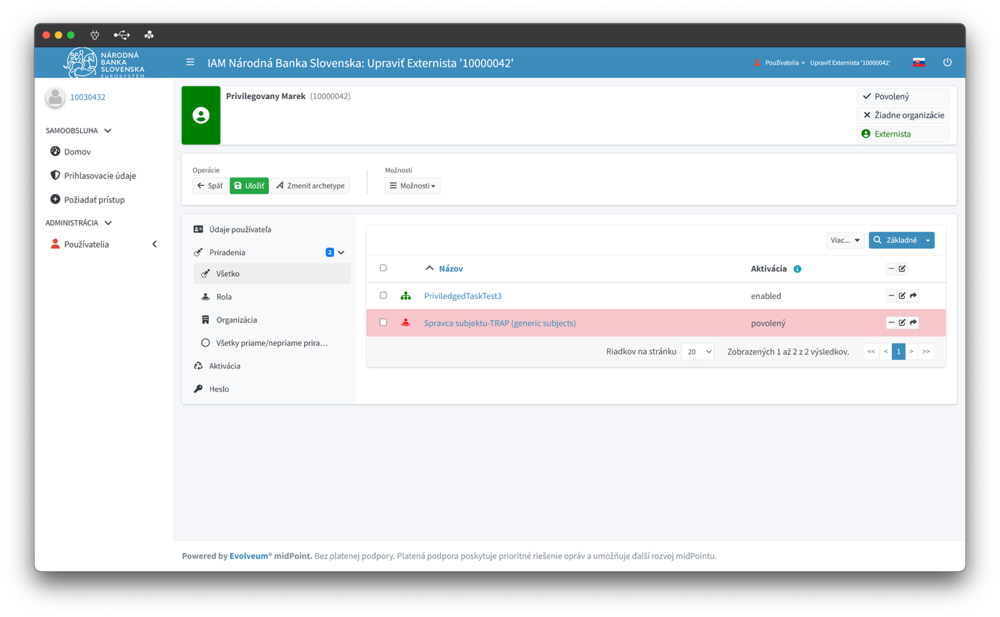 NÁRODNÁ
BANKA
SLOVENSKA
EUROSYSTÉM
IAM Národná Banka Slovenska: Upraviť Externista '10000042'
Používatelia > Upraviť Externista '10000042'
10030432
SAMOOBSLUHA
Domov
Prihlasovacie údaje
Požiadať prístup
ADMINISTRÁCIA
Používatelia
Privilegovany Marek (10000042)
Povolený
Žiadne organizácie
Externista
Operácie
Späť
Uložiť
Zmeniť archetype
Možnosti
Možnosti
Údaje používateľa
Priradenia 2
Všetko
Rola
Organizácia
Všetky priame/nepriame prira...
Aktivácia
Heslo
Viac...
Základné
Názov Aktivácia
PriviledgedTaskTest3 enabled
Spravca subjektu-TRAP (generic subjects) povolený
Riadkov na stránku 20 Zobrazených 1 až 2 z 2 výsledkov. << < 1 > >>
Powered by Evolveum® midPoint. Bez platenej podpory. Platená podpora poskytuje prioritné riešenie opráv a umožňuje ďalší rozvoj midPointu.